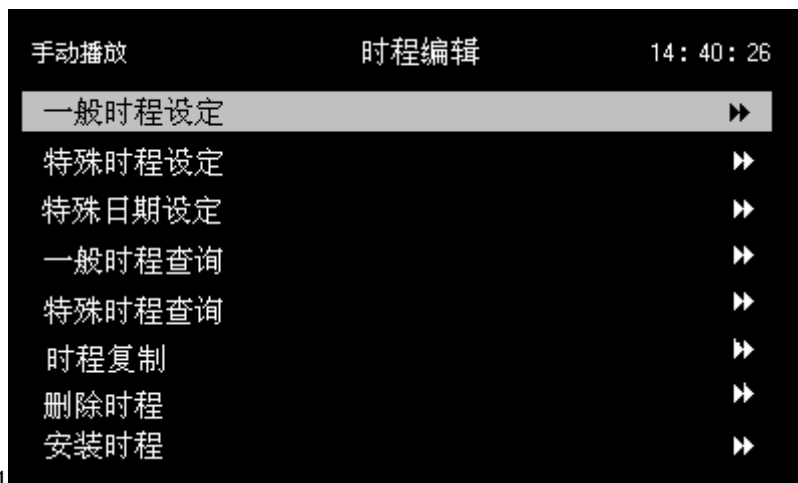 手动播放 时程编辑 14:40:26
一般时程设定
特殊时程设定
特殊日期设定
一般时程查询
特殊时程查询
时程复制
删除时程
安装时程